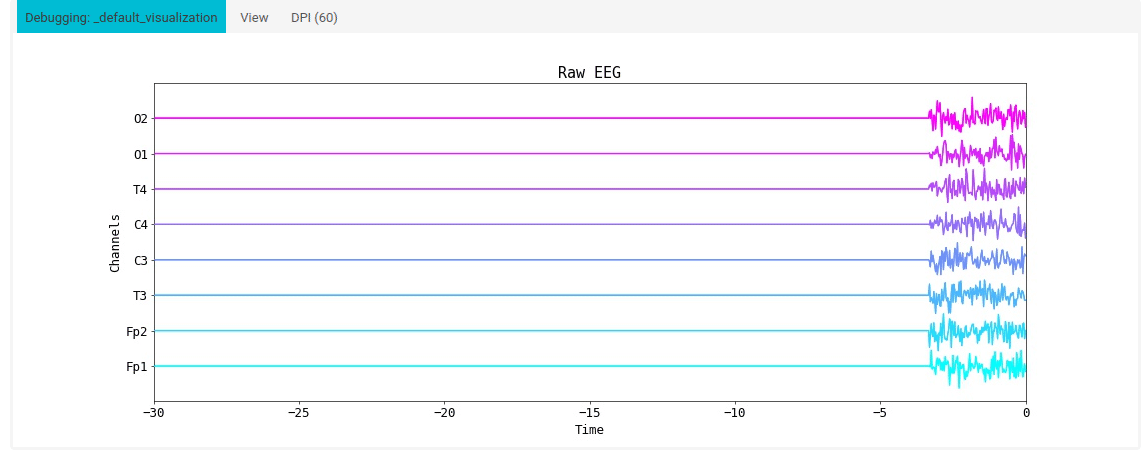 Debugging: _default_visualization View DPI (60)
Raw EEG
O2
O1
T4
C4
C3
T3
Fp2
Fp1
Channels
−30 −25 −20 −15 −10 −5 0
Time